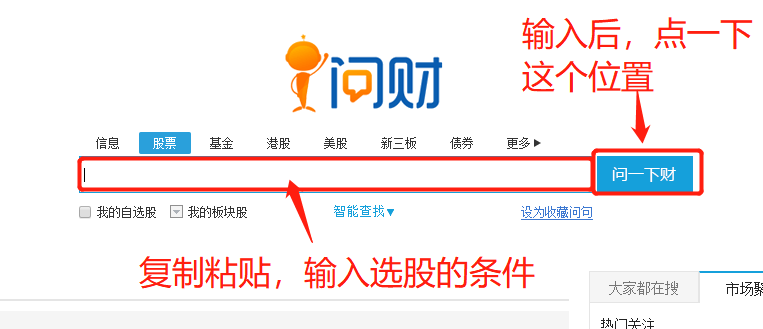 输入后，点一下
这个位置
问财
信息 股票 基金 港股 美股 新三板 债券 更多
问一下财
我的自选股 我的板块股 智能查找 设为收藏问句
复制粘贴，输入选股的条件
大家都在搜 市场聚
热门关注